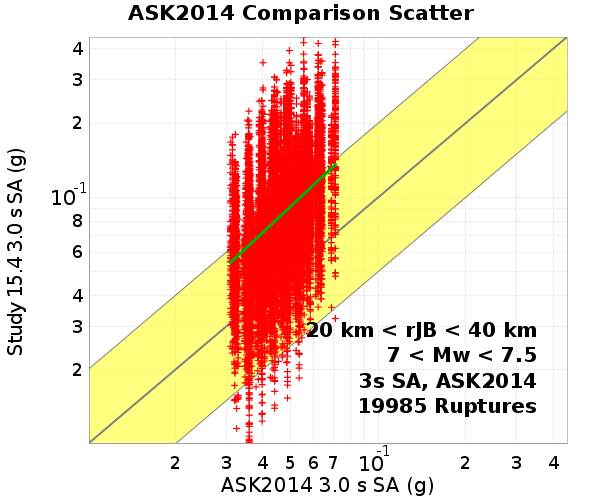 ASK2014 Comparison Scatter
Study 15.4 3.0 s SA (g)
4
3
2
10⁻¹
8
6
4
3
2
20 km < rJB < 40 km
7 < Mw < 7.5
3s SA, ASK2014
19985 Ruptures
2 3 4 5 6 7 10⁻¹ 2 3 4
ASK2014 3.0 s SA (g)